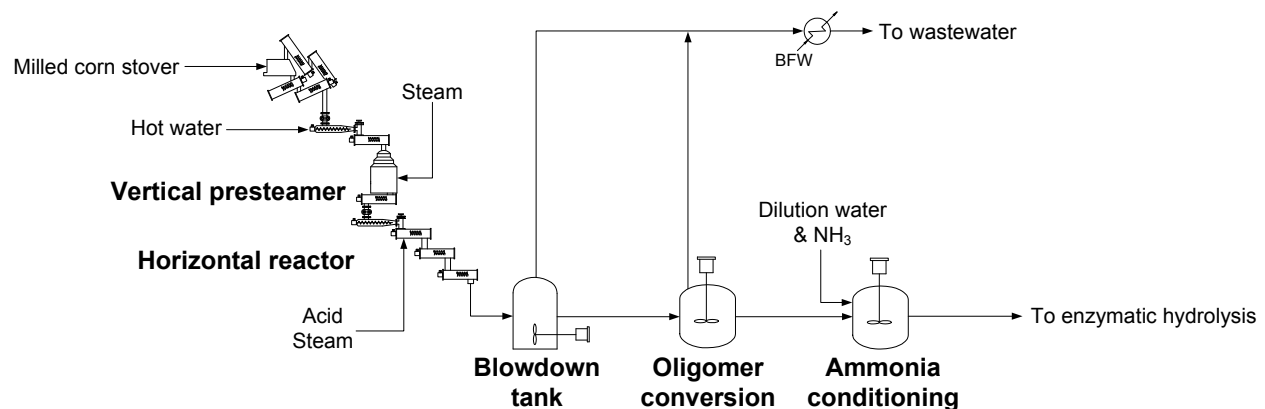 To wastewater
BFW
Milled corn stover
Steam
Hot water
Vertical presteamer
Horizontal reactor
Dilution water
& NH₃
Acid
Steam
To enzymatic hydrolysis
Blowdown
tank
Oligomer
conversion
Ammonia
conditioning